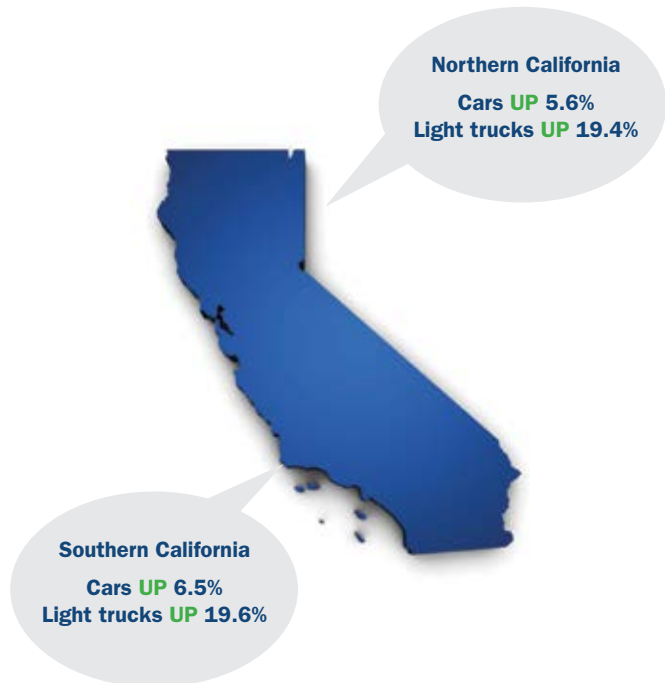 Northern California
Cars UP 5.6%
Light trucks UP 19.4%
Southern California
Cars UP 6.5%
Light trucks UP 19.6%